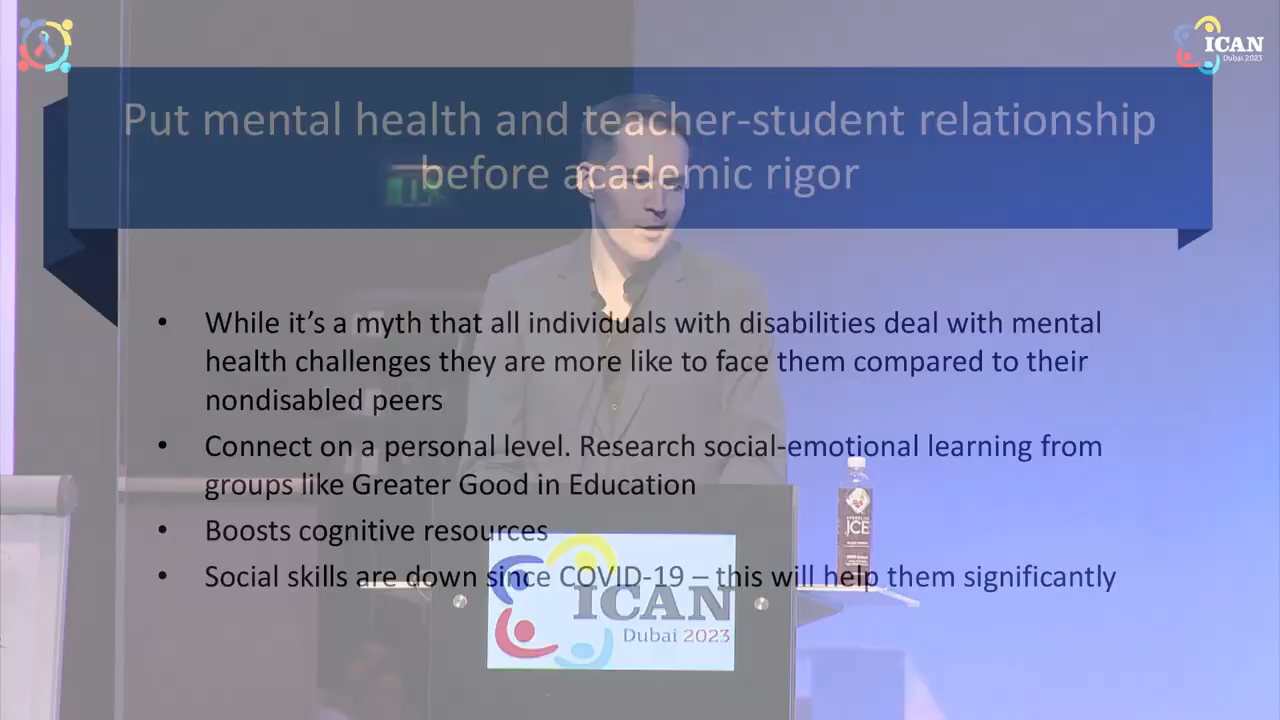 ICAN
Dubai 2023
Put mental health and teacher-student relationship
before academic rigor
• While it’s a myth that all individuals with disabilities deal with mental
health challenges they are more like to face them compared to their
nondisabled peers
• Connect on a personal level. Research social-emotional learning from
groups like Greater Good in Education
• Boosts cognitive resources
• Social skills are down since COVID-19 – this will help them significantly
ICE
ICAN
Dubai 2023